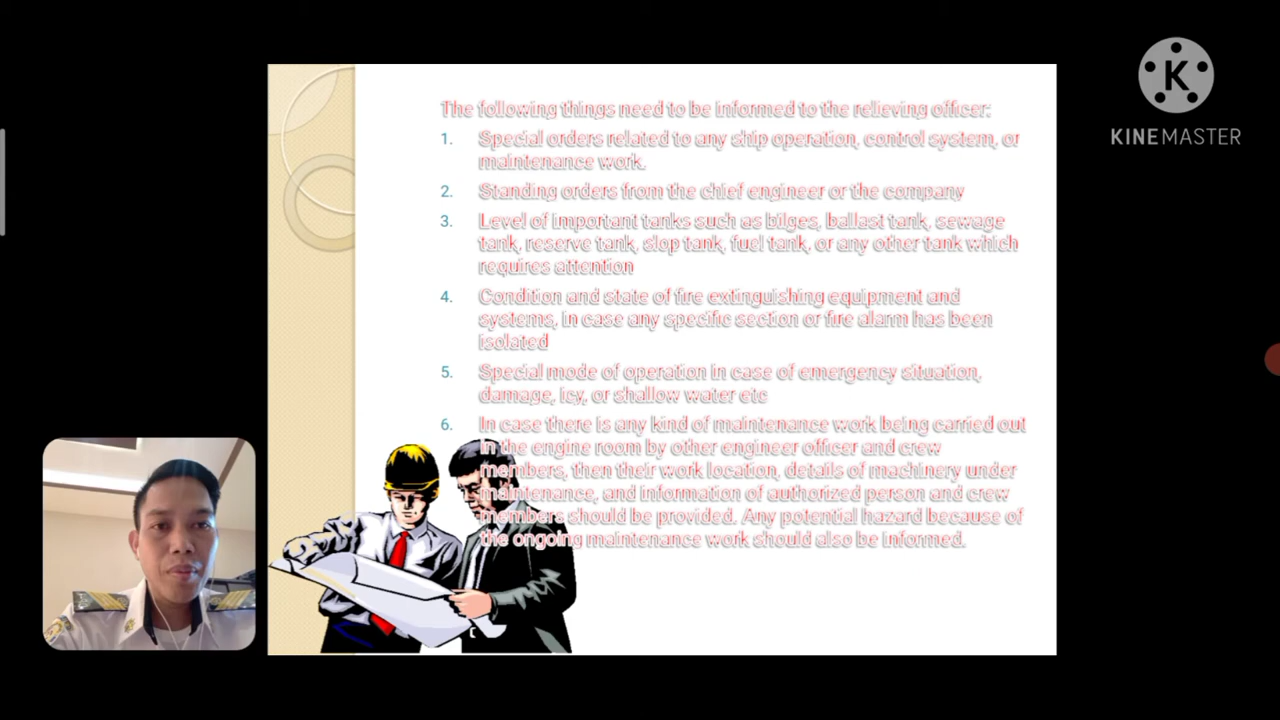 The following things need to be informed to the relieving officer:
1. Special orders related to any ship operation, control system, or
maintenance work.
2. Standing orders from the chief engineer or the company
3. Level of important tanks such as bilges, ballast tank, sewage
tank, reserve tank, slop tank, fuel tank, or any other tank which
requires attention
4. Condition and state of fire extinguishing equipment and
systems, in case any specific section or fire alarm has been
isolated
5. Special mode of operation in case of emergency situation,
damage, icy, or shallow water etc
6. In case there is any kind of maintenance work being carried out
in the engine room by other engineer officer and crew
members, then their work location, details of machinery under
maintenance, and information of authorized person and crew
members should be provided. Any potential hazard because of
the ongoing maintenance work should also be informed.
K
KINEMASTER